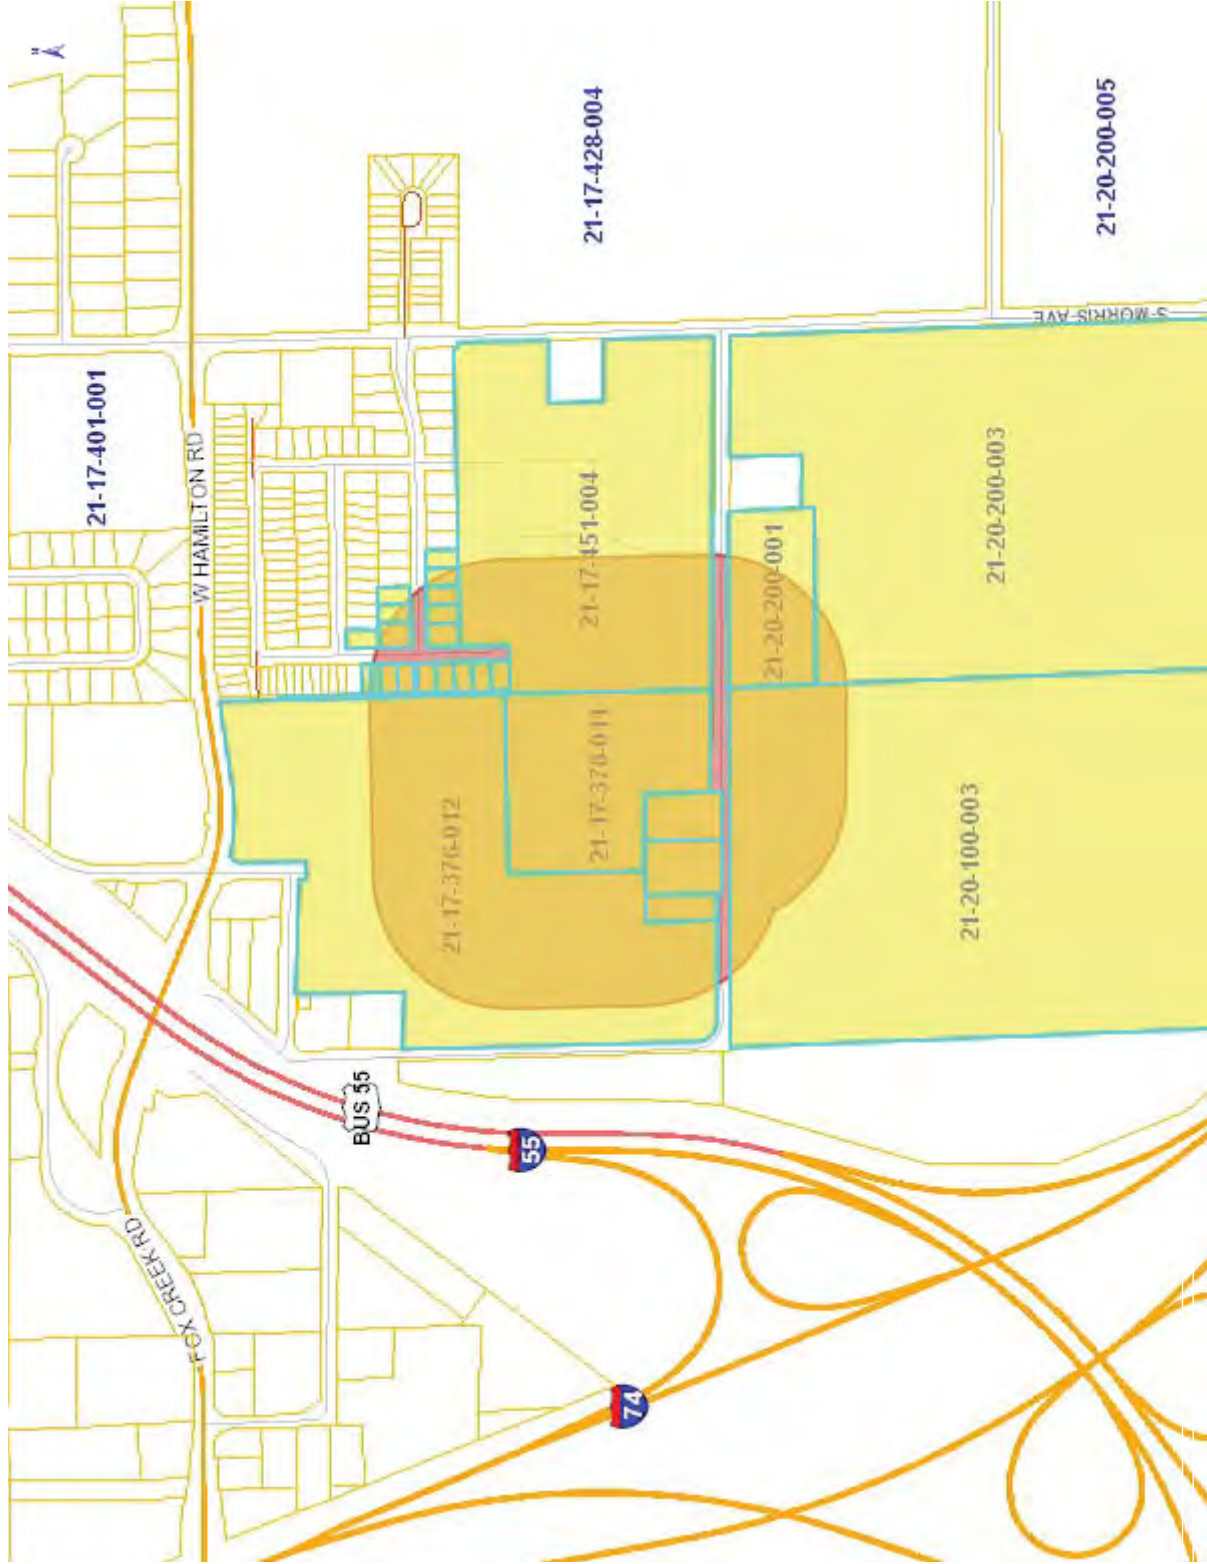 N
21-17-428-004
21-20-200-005
S MORRIS AVE
21-17-401-001
W HAMILTON RD
21-17-451-004
21-20-200-001
21-20-200-003
21-17-376-011
21-17-376-012
21-20-100-003
BUS 55
55
FOX CREEK RD
74